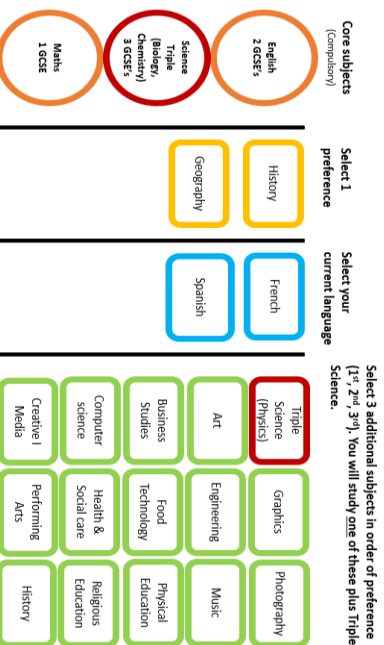 Core subjects
(Compulsory)
English
2 GCSE's
Science
Triple
(Biology,
Chemistry)
3 GCSE's
Maths
1 GCSE
Select 1
preference
History
Geography
Select your
current language
French
Spanish
Select 3 additional subjects in order of preference
(1st, 2nd, 3rd). You will study one of these plus Triple
Science.
Triple
Science
(Physics)
Graphics
Photography
Art
Engineering
Music
Business
Studies
Food
Technology
Physical
Education
Computer
science
Health &
Social care
Religious
Education
Creative I
Media
Performing
Arts
History